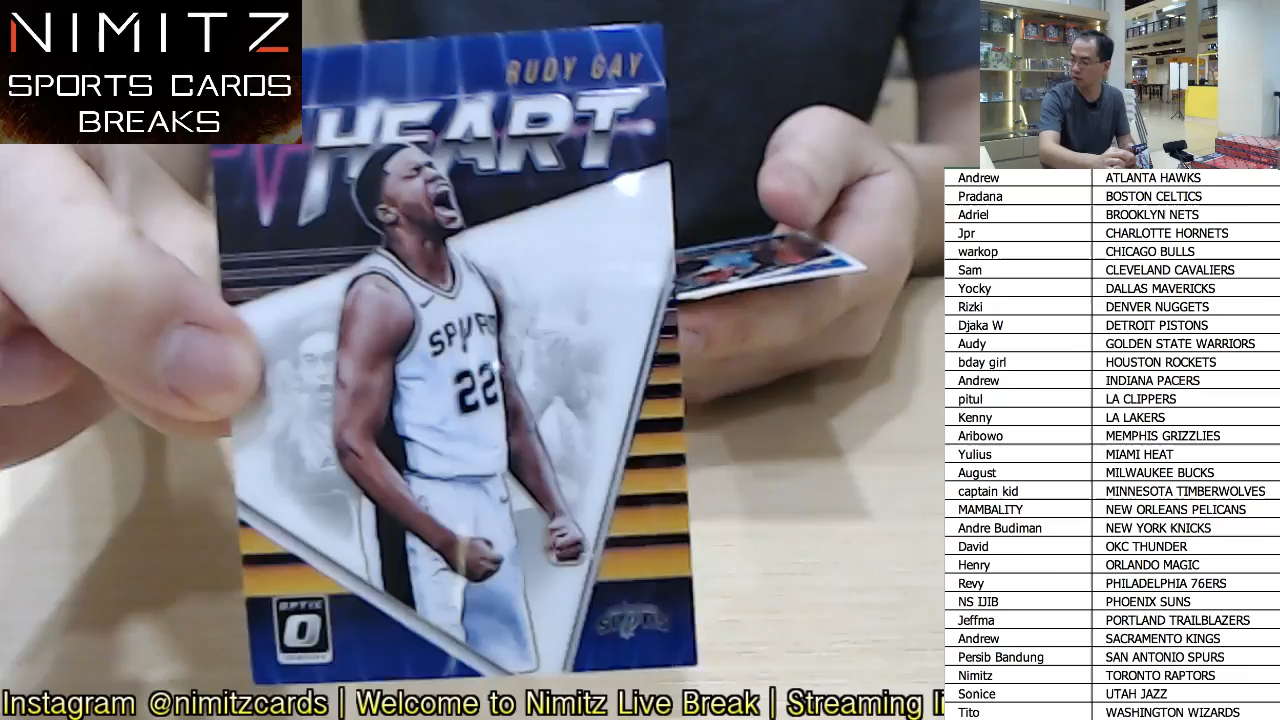 NIMITZ
SPORTS CARDS
BREAKS
RUDY GAY
HEART
SPURS
22
OPTIC
Andrew ATLANTA HAWKS
Pradana BOSTON CELTICS
Adriel BROOKLYN NETS
Jpr CHARLOTTE HORNETS
warkop CHICAGO BULLS
Sam CLEVELAND CAVALIERS
Yocky DALLAS MAVERICKS
Rizki DENVER NUGGETS
Djaka W DETROIT PISTONS
Audy GOLDEN STATE WARRIORS
bday girl HOUSTON ROCKETS
Andrew INDIANA PACERS
pitul LA CLIPPERS
Kenny LA LAKERS
Aribowo MEMPHIS GRIZZLIES
Yulius MIAMI HEAT
August MILWAUKEE BUCKS
captain kid MINNESOTA TIMBERWOLVES
MAMBALITY NEW ORLEANS PELICANS
Andre Budiman NEW YORK KNICKS
David OKC THUNDER
Henry ORLANDO MAGIC
Revy PHILADELPHIA 76ERS
NS IJIB PHOENIX SUNS
Jeffma PORTLAND TRAILBLAZERS
Andrew SACRAMENTO KINGS
Persib Bandung SAN ANTONIO SPURS
Nimitz TORONTO RAPTORS
Sonice UTAH JAZZ
Tito WASHINGTON WIZARDS
Instagram @nimitzcards | Welcome to Nimitz Live Break | Streaming li